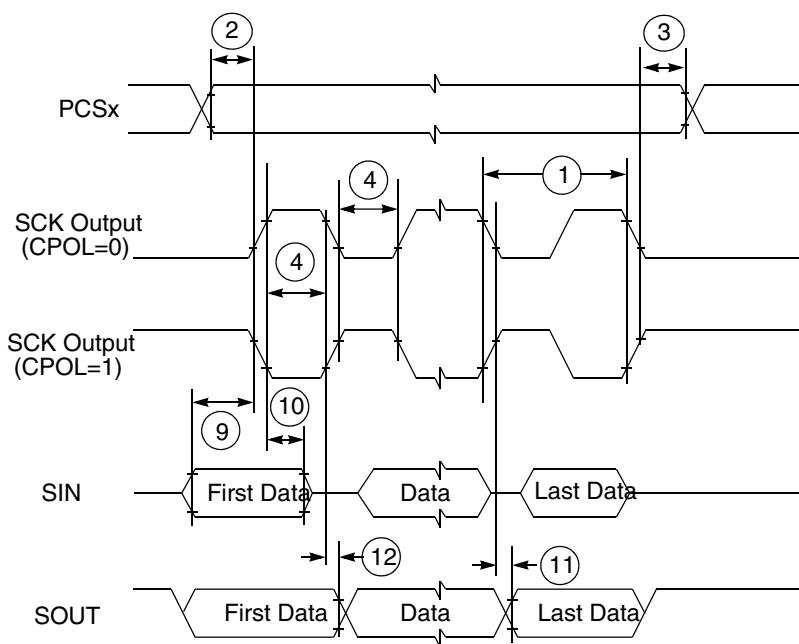 2
3
PCSx
4
1
SCK Output
(CPOL=0)
4
SCK Output
(CPOL=1)
9
10
SIN
First Data
Data
Last Data
12
11
SOUT
First Data
Data
Last Data